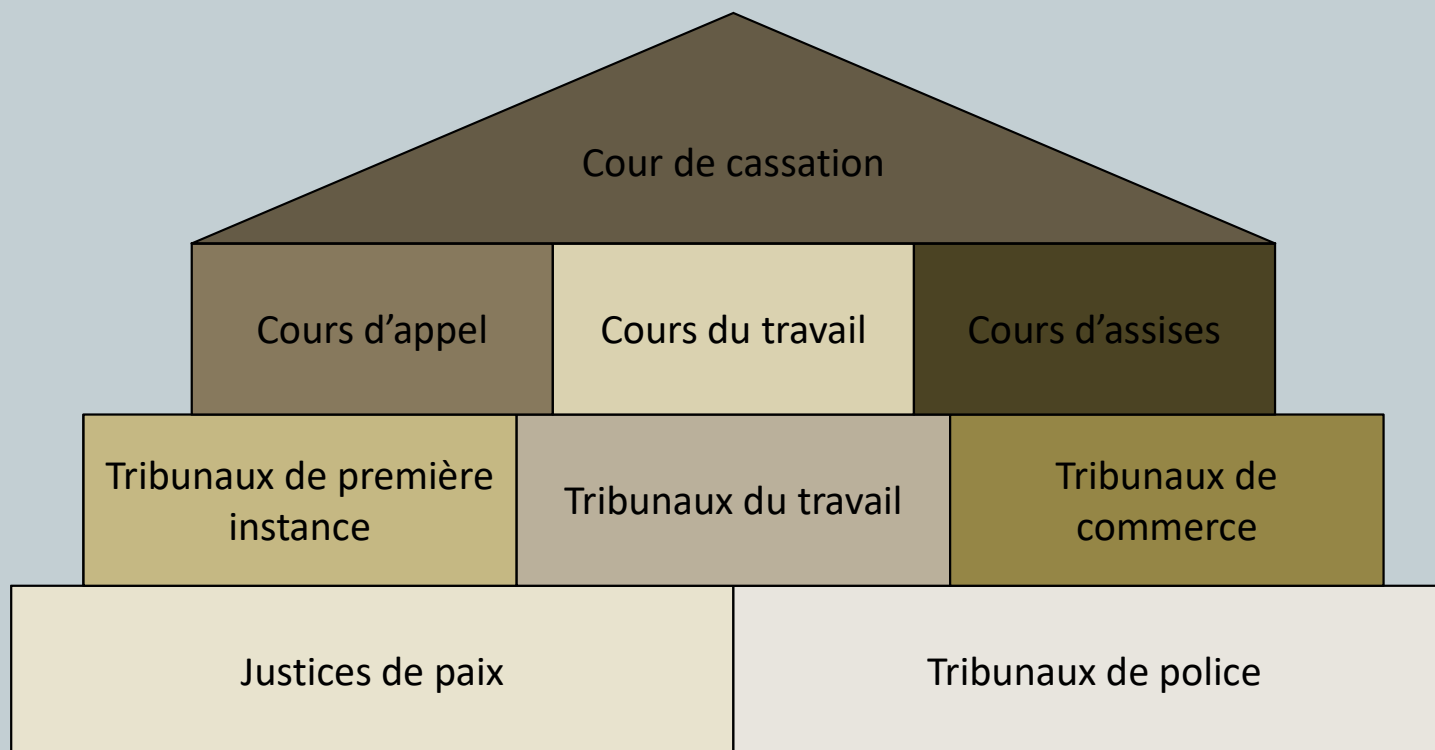 Cour de cassation
Cours d’appel
Cours du travail
Cours d’assises
Tribunaux de première
instance
Tribunaux du travail
Tribunaux de
commerce
Justices de paix
Tribunaux de police